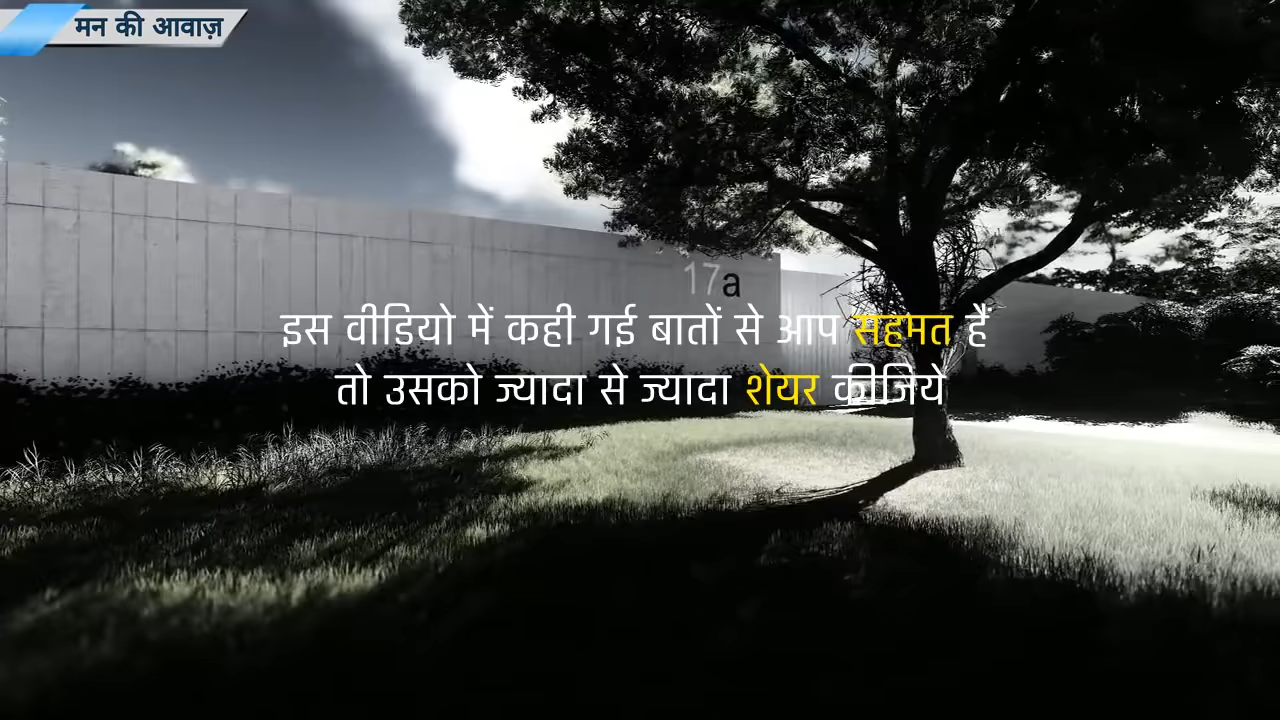 मन की आवाज़
17a
इस वीडियो में कही गई बातों से आप सहमत हैं
तो उसको ज्यादा से ज्यादा शेयर कीजिये